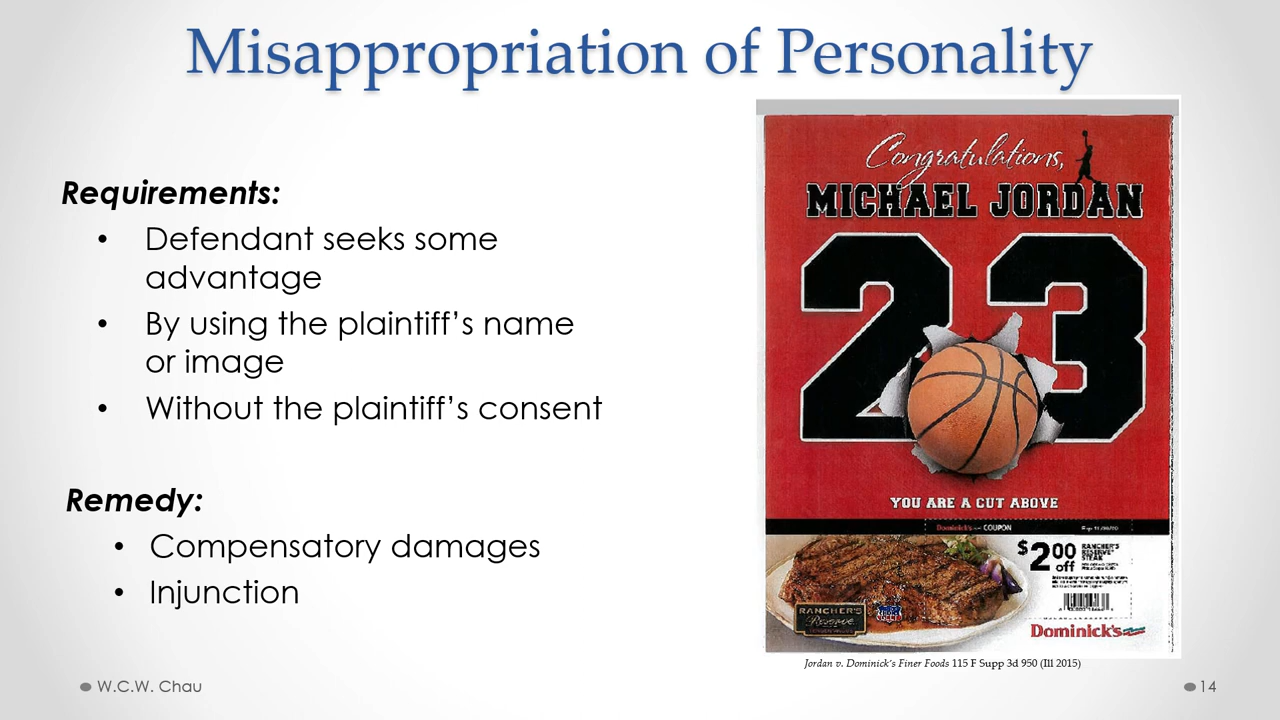 Misappropriation of Personality
Requirements:
• Defendant seeks some
advantage
• By using the plaintiff’s name
or image
• Without the plaintiff’s consent
Remedy:
• Compensatory damages
• Injunction
Congratulations,
MICHAEL JORDAN
23
YOU ARE A CUT ABOVE
Dominick's COUPON
$2.00
off
RANCHER'S
RESERVE
STEAK
RANCHER'S
Reserve
Dominick's
Jordan v. Dominick’s Finer Foods 115 F Supp 3d 950 (Ill 2015)
W.C.W. Chau
14